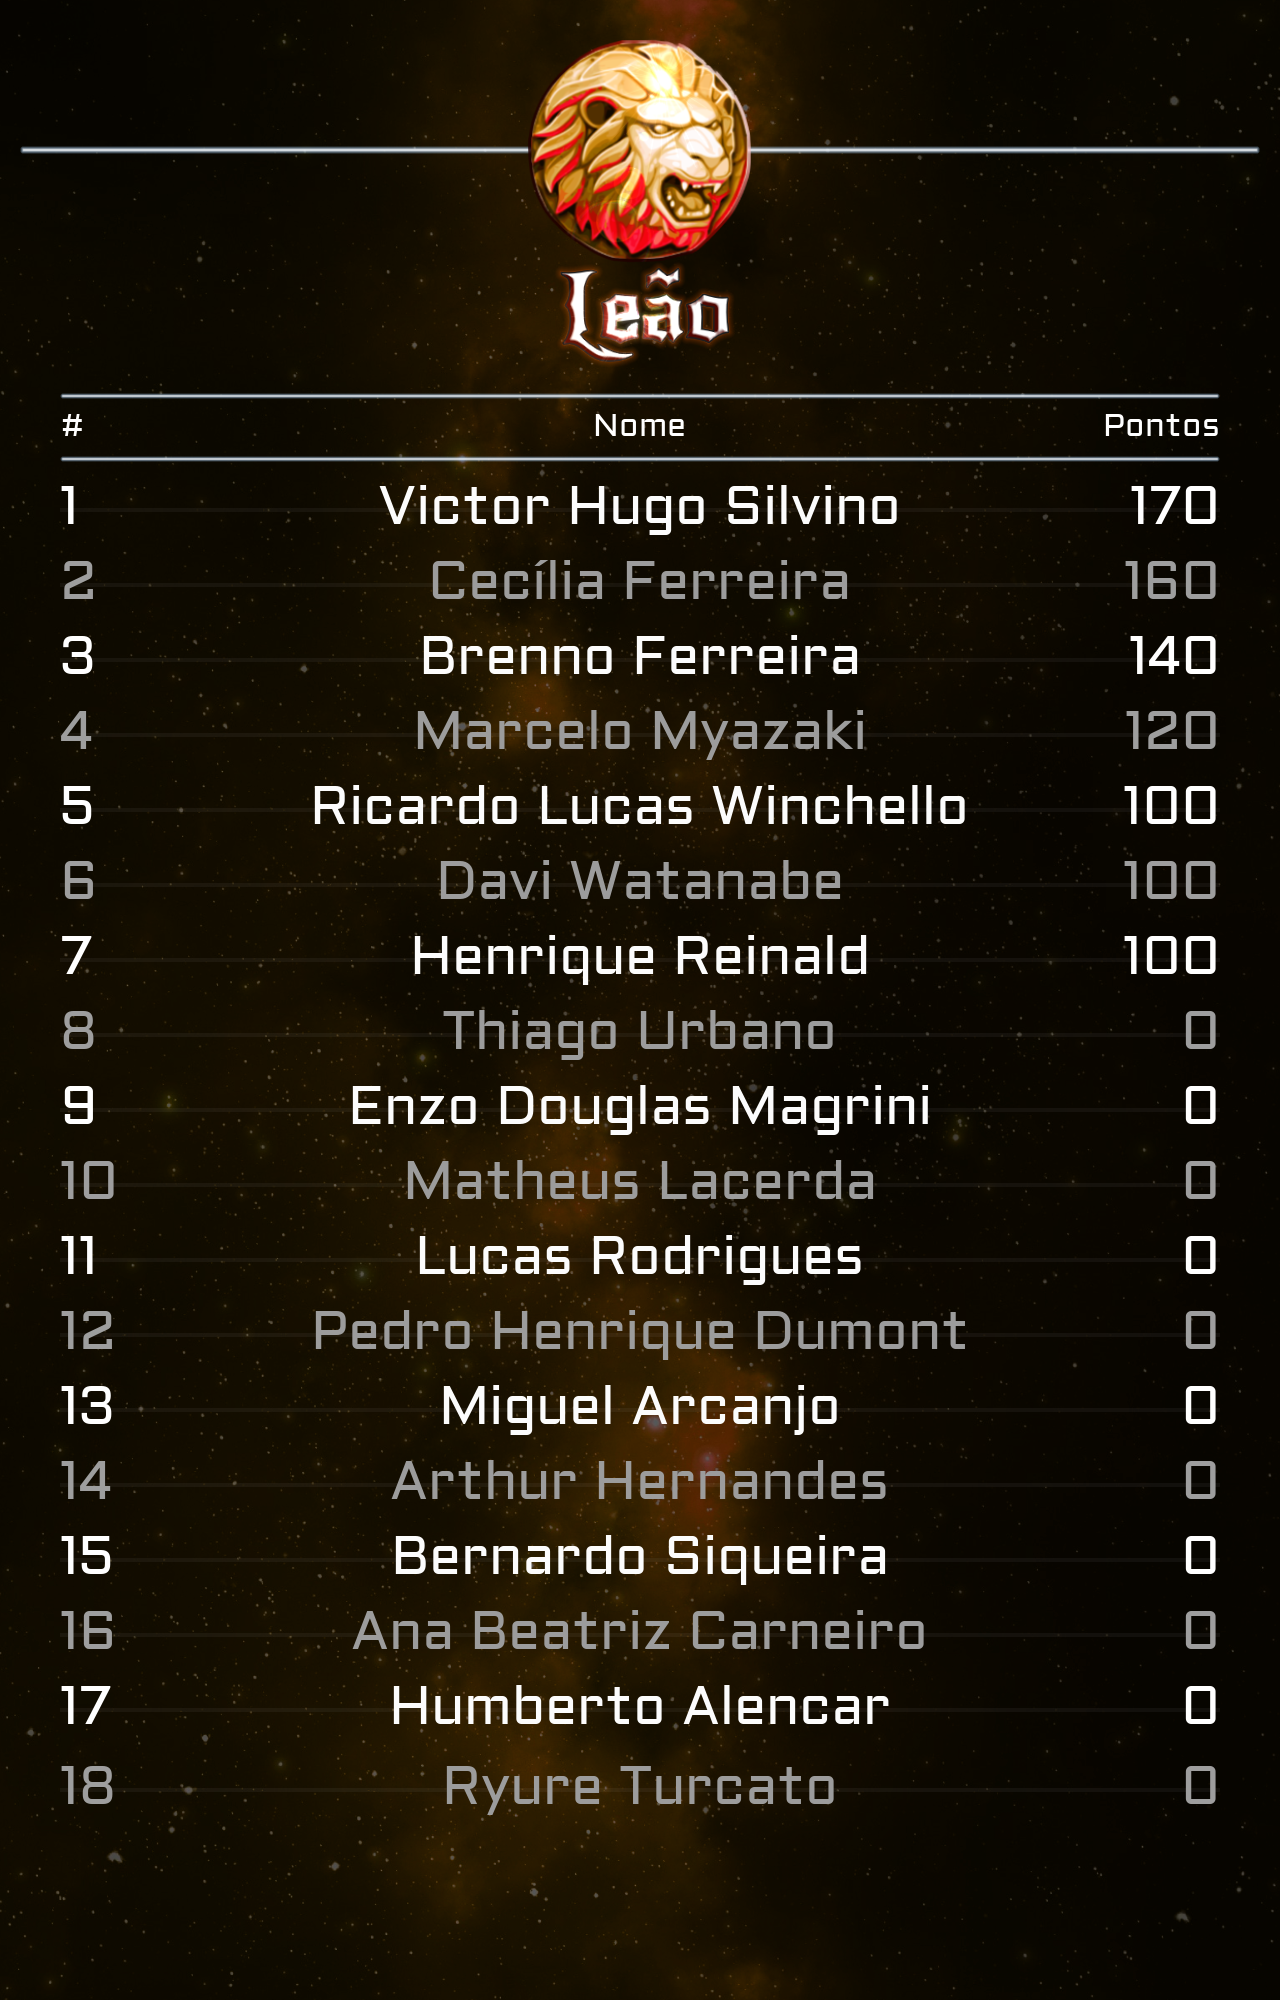 Leão
# Nome Pontos
1 Victor Hugo Silvino 170
2 Cecília Ferreira 160
3 Brenno Ferreira 140
4 Marcelo Myazaki 120
5 Ricardo Lucas Winchello 100
6 Davi Watanabe 100
7 Henrique Reinald 100
8 Thiago Urbano 0
9 Enzo Douglas Magrini 0
10 Matheus Lacerda 0
11 Lucas Rodrigues 0
12 Pedro Henrique Dumont 0
13 Miguel Arcanjo 0
14 Arthur Hernandes 0
15 Bernardo Siqueira 0
16 Ana Beatriz Carneiro 0
17 Humberto Alencar 0
18 Ryure Turcato 0